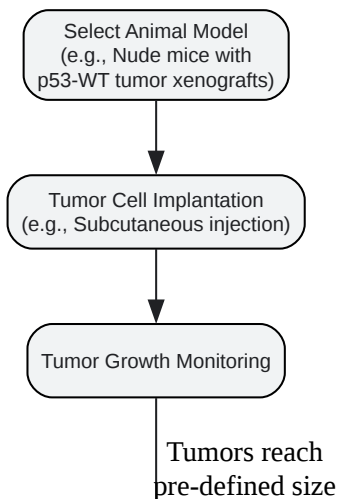 Select Animal Model
(e.g., Nude mice with
p53-WT tumor xenografts)
Tumor Cell Implantation
(e.g., Subcutaneous injection)
Tumor Growth Monitoring
Tumors reach
pre-defined size